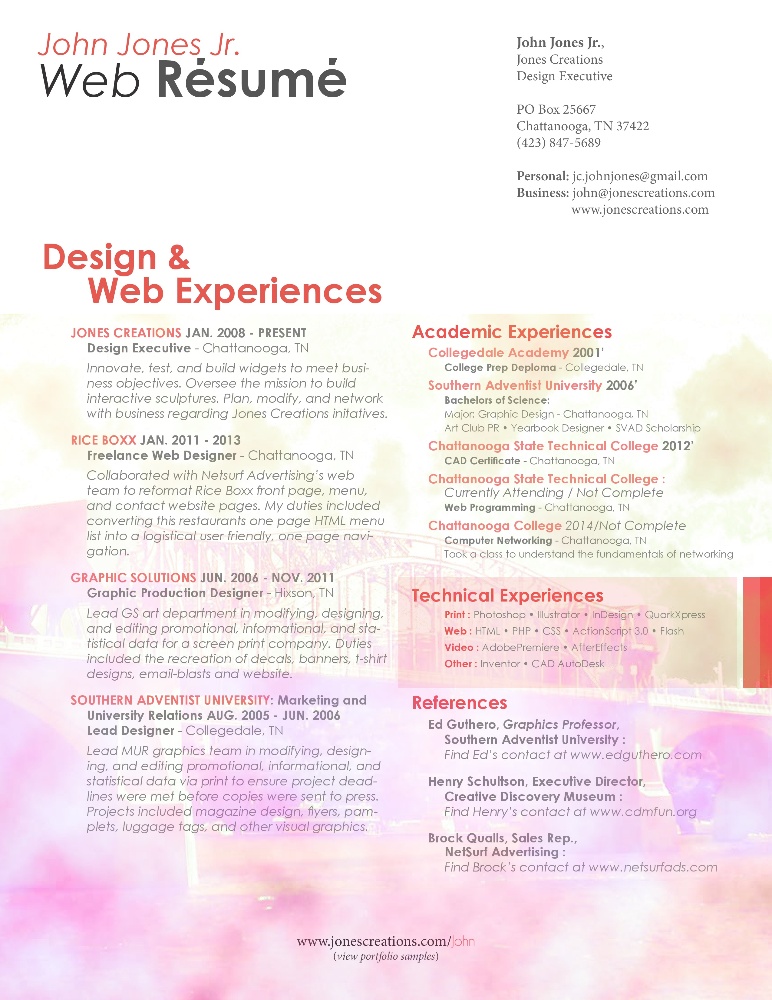 John Jones Jr.
Web Résumé
John Jones Jr.,
Jones Creations
Design Executive
PO Box 25667
Chattanooga, TN 37422
(423) 847-5689
Personal: jc.johnjones@gmail.com
Business: john@jonescreations.com
www.jonescreations.com
Design &
Web Experiences
JONES CREATIONS JAN. 2008 - PRESENT
Design Executive - Chattanooga, TN
Innovate, test, and build widgets to meet busi-
ness objectives. Oversee the mission to build
interactive sculptures. Plan, modify, and network
with business regarding Jones Creations initatives.
RICE BOXX JAN. 2011 - 2013
Freelance Web Designer - Chattanooga, TN
Collaborated with Netsurf Advertising's web
team to reformat Rice Boxx front page, menu,
and contact website pages. My duties included
converting this restaurants one page HTML menu
list into a logistical user friendly, one page navi-
gation.
GRAPHIC SOLUTIONS JUN. 2006 - NOV. 2011
Graphic Production Designer - Hixson, TN
Lead GS art department in modifying, designing,
and editing promotional, informational, and sta-
tistical data for a screen print company. Duties
included the recreation of decals, banners, t-shirt
designs, email-blasts and website.
SOUTHERN ADVENTIST UNIVERSITY: Marketing and
University Relations AUG. 2005 - JUN. 2006
Lead Designer - Collegedale, TN
Lead MUR graphics team in modifying, design-
ing, and editing promotional, informational, and
statistical data via print to ensure project dead-
lines were met before copies were sent to press.
Projects included magazine design, flyers, pam-
plets, luggage tags, and other visual graphics.
Academic Experiences
Collegedale Academy 2001'
College Prep Deploma - Collegedale, TN
Southern Adventist University 2006'
Bachelors of Science:
Major: Graphic Design - Chattanooga, TN
Art Club PR • Yearbook Designer • SVAD Scholarship
Chattanooga State Technical College 2012'
CAD Certificate - Chattanooga, TN
Chattanooga State Technical College :
Currently Attending / Not Complete
Web Programming - Chattanooga, TN
Chattanooga College 2014/Not Complete
Computer Networking - Chattanooga, TN
Took a class to understand the fundamentals of networking
Technical Experiences
Print : Photoshop • Illustrator • InDesign • QuarkXpress
Web : HTML • PHP • CSS • ActionScript 3.0 • Flash
Video : AdobePremiere • AfterEffects
Other : Inventor • CAD AutoDesk
References
Ed Guthero, Graphics Professor,
Southern Adventist University :
Find Ed's contact at www.edguthero.com
Henry Schultson, Executive Director,
Creative Discovery Museum :
Find Henry's contact at www.cdmfun.org
Brock Qualls, Sales Rep.,
NetSurf Advertising :
Find Brock's contact at www.netsurfads.com
www.jonescreations.com/john
(view portfolio samples)